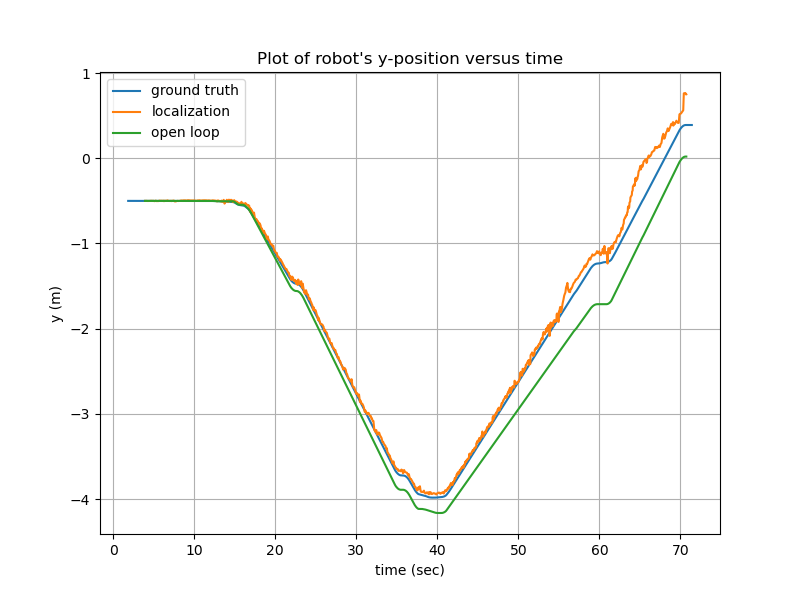 Plot of robot's y-position versus time
ground truth
localization
open loop
1
0
−1
−2
−3
−4
y (m)
0 10 20 30 40 50 60 70
time (sec)